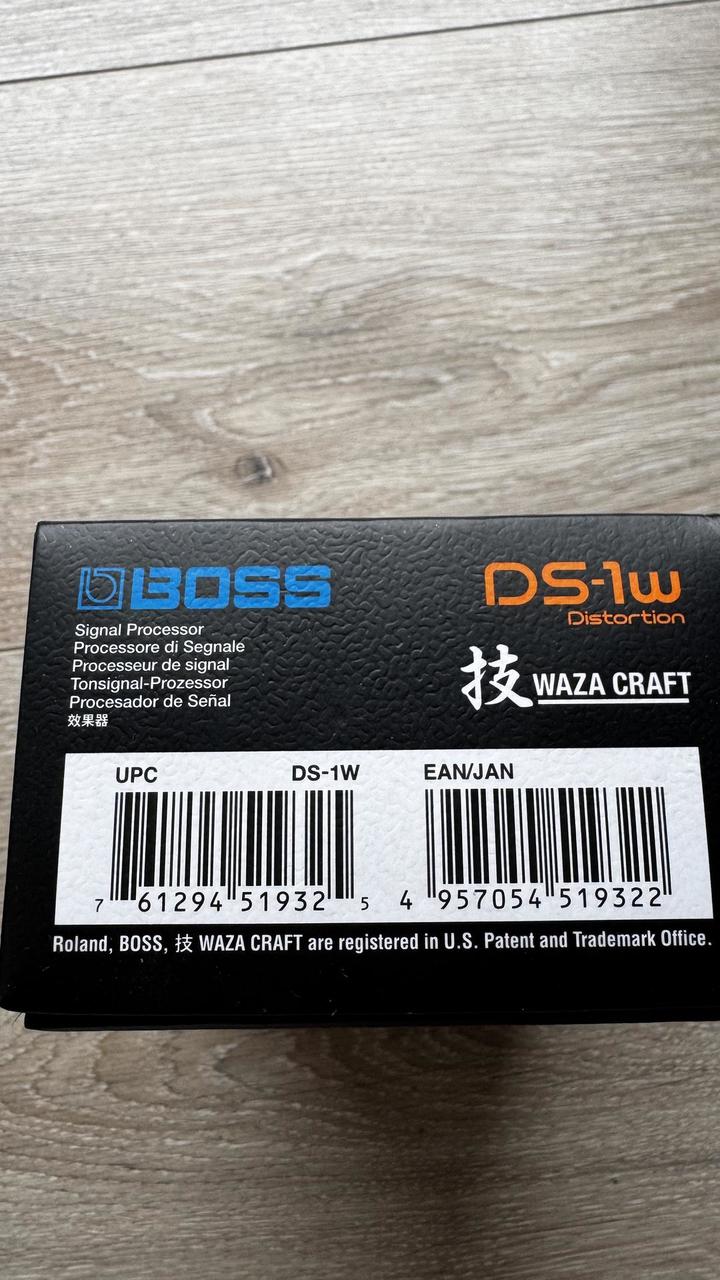 BOSS
Signal Processor
Processore di Segnale
Processeur de signal
Tonsignal-Prozessor
Procesador de Señal
效果器
DS-1w
Distortion
技 WAZA CRAFT
UPC DS-1W
7 61294 51932 5
EAN/JAN
4 957054 519322
Roland, BOSS, 技 WAZA CRAFT are registered in U.S. Patent and Trademark Office.